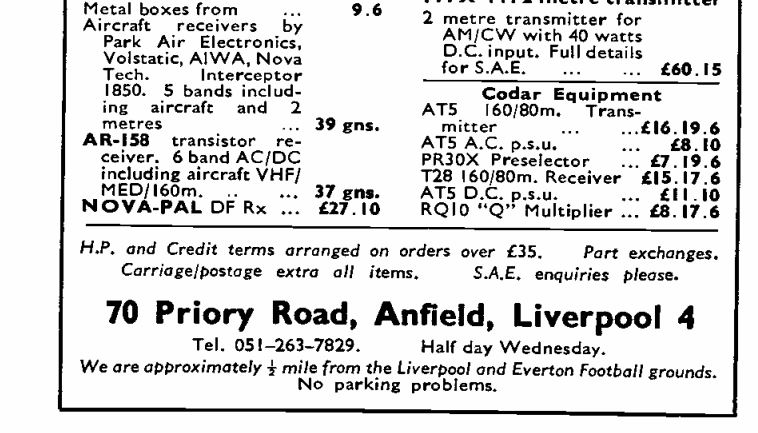 Metal boxes from ... 9.6
Aircraft receivers by
Park Air Electronics,
Volstatic, AIWA, Nova
Tech. Interceptor
1850. 5 bands includ-
ing aircraft and 2
metres ... 39 gns.
AR-158 transistor re-
ceiver. 6 band AC/DC
including aircraft VHF/
MED/160m. .. ... 37 gns.
NOVA-PAL DF Rx ... £27.10
metre transmitter
2 metre transmitter for
AM/CW with 40 watts
D.C. input. Full details
for S.A.E. ... ... £60.15
Codar Equipment
AT5 160/80m. Trans-
mitter ... ...£16.19.6
AT5 A.C. p.s.u. ... £8.10
PR30X Preselector ... £7.19.6
T28 160/80m. Receiver £15.17.6
AT5 D.C. p.s.u. ... £11.10
RQ10 "Q" Multiplier ... £8.17.6
H.P. and Credit terms arranged on orders over £35. Part exchanges.
Carriage/postage extra all items. S.A.E. enquiries please.
70 Priory Road, Anfield, Liverpool 4
Tel. 051-263-7829. Half day Wednesday.
We are approximately ½ mile from the Liverpool and Everton Football grounds.
No parking problems.